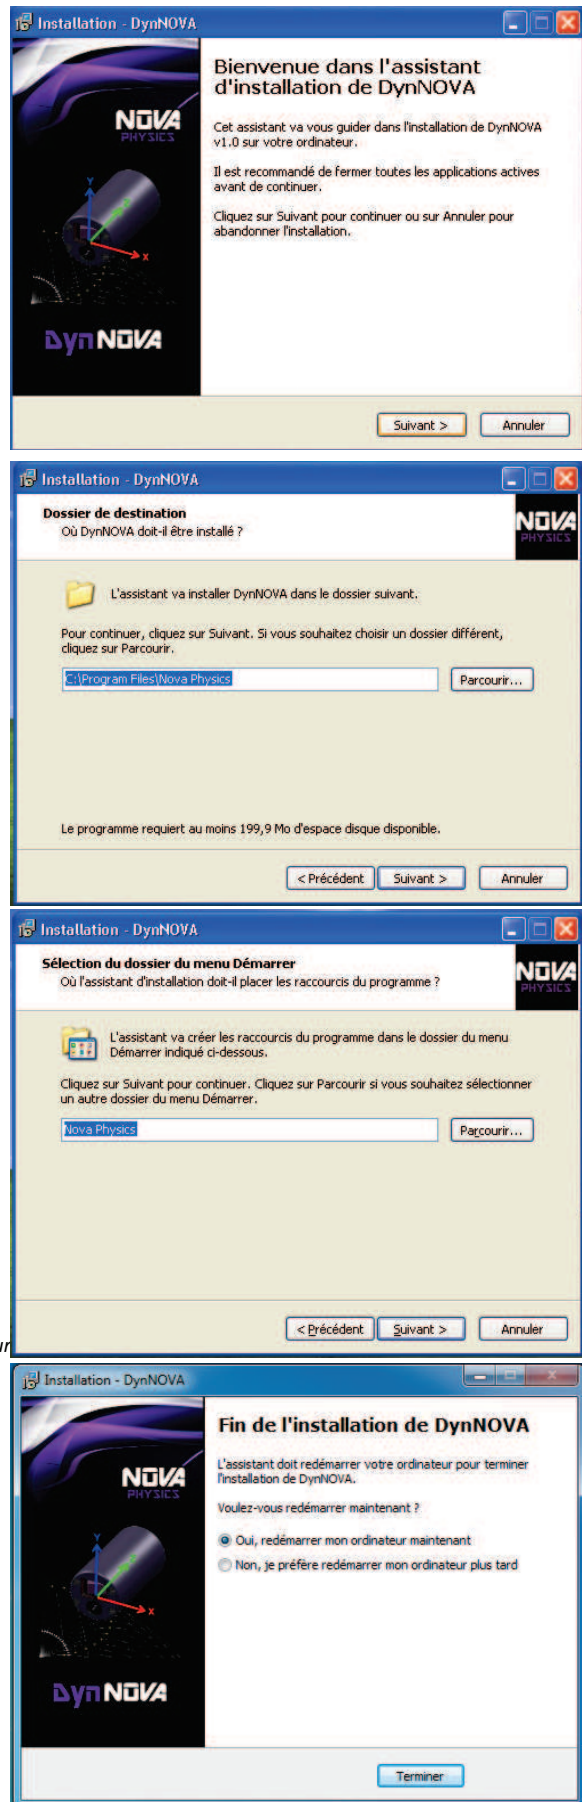 Installation - DynNOVA
NOVA
PHYSICS
Y
X
DynNOVA
Bienvenue dans l'assistant
d'installation de DynNOVA
Cet assistant va vous guider dans l'installation de DynNOVA
v1.0 sur votre ordinateur.
Il est recommandé de fermer toutes les applications actives
avant de continuer.
Cliquez sur Suivant pour continuer ou sur Annuler pour
abandonner l'installation.
Suivant > Annuler
Installation - DynNOVA
Dossier de destination
Où DynNOVA doit-il être installé ?
NOVA
PHYSICS
L'assistant va installer DynNOVA dans le dossier suivant.
Pour continuer, cliquez sur Suivant. Si vous souhaitez choisir un dossier différent,
cliquez sur Parcourir.
C:\Program Files\Nova Physics Parcourir...
Le programme requiert au moins 199,9 Mo d'espace disque disponible.
< Précédent Suivant > Annuler
Installation - DynNOVA
Sélection du dossier du menu Démarrer
Où l'assistant d'installation doit-il placer les raccourcis du programme ?
NOVA
PHYSICS
L'assistant va créer les raccourcis du programme dans le dossier du menu
Démarrer indiqué ci-dessous.
Cliquez sur Suivant pour continuer. Cliquez sur Parcourir si vous souhaitez sélectionner
un autre dossier du menu Démarrer.
Nova Physics Parcourir...
< Précédent Suivant > Annuler
Installation - DynNOVA
NOVA
PHYSICS
Y
X
DynNOVA
Fin de l'installation de DynNOVA
L'assistant doit redémarrer votre ordinateur pour terminer
l'installation de DynNOVA.
Voulez-vous redémarrer maintenant ?
Oui, redémarrer mon ordinateur maintenant
Non, je préfère redémarrer mon ordinateur plus tard
Terminer